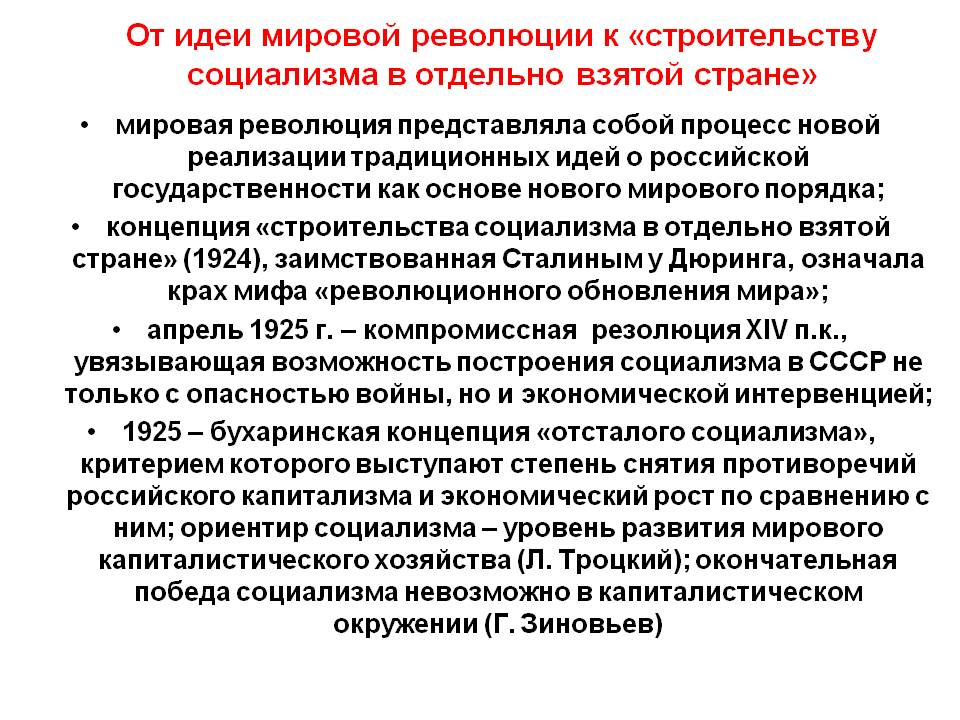 От идеи мировой революции к «строительству
социализма в отдельно взятой стране»
• мировая революция представляла собой процесс новой
реализации традиционных идей о российской
государственности как основе нового мирового порядка;
• концепция «строительства социализма в отдельно взятой
стране» (1924), заимствованная Сталиным у Дюринга, означала
крах мифа «революционного обновления мира»;
• апрель 1925 г. – компромиссная резолюция XIV п.к.,
увязывающая возможность построения социализма в СССР не
только с опасностью войны, но и экономической интервенцией;
• 1925 – бухаринская концепция «отсталого социализма»,
критерием которого выступают степень снятия противоречий
российского капитализма и экономический рост по сравнению с
ним; ориентир социализма – уровень развития мирового
капиталистического хозяйства (Л. Троцкий); окончательная
победа социализма невозможно в капиталистическом
окружении (Г. Зиновьев)